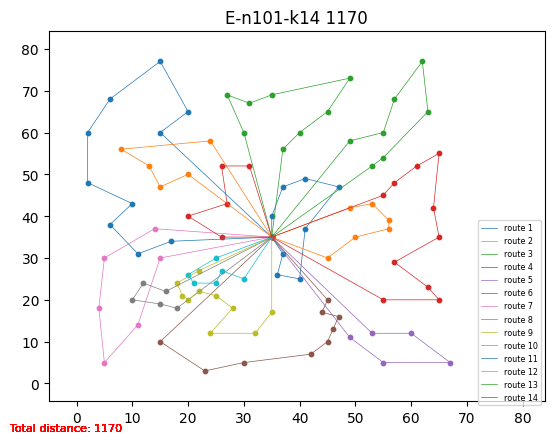 E-n101-k14 1170
80
70
60
50
40
30
20
10
0
0 10 20 30 40 50 60 70 80
route 1
route 2
route 3
route 4
route 5
route 6
route 7
route 8
route 9
route 10
route 11
route 12
route 13
route 14
Total distance: 1170